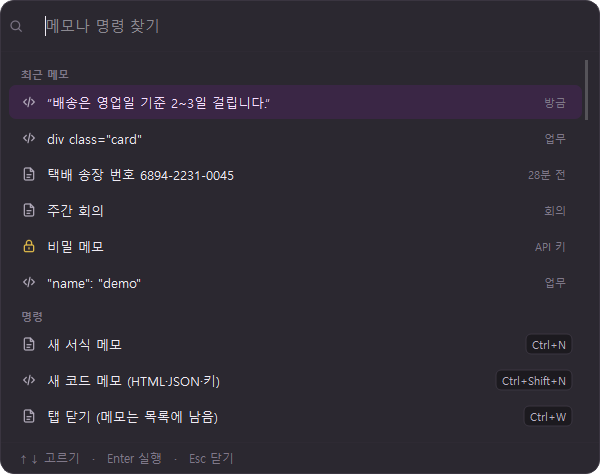 메모나 명령 찾기
최근 메모
“배송은 영업일 기준 2~3일 걸립니다.” 방금
div class="card" 업무
택배 송장 번호 6894-2231-0045 28분 전
주간 회의 회의
비밀 메모 API 키
"name": "demo" 업무
명령
새 서식 메모 Ctrl+N
새 코드 메모 (HTML·JSON·키) Ctrl+Shift+N
탭 닫기 (메모는 목록에 남음) Ctrl+W
↑↓ 고르기 · Enter 실행 · Esc 닫기